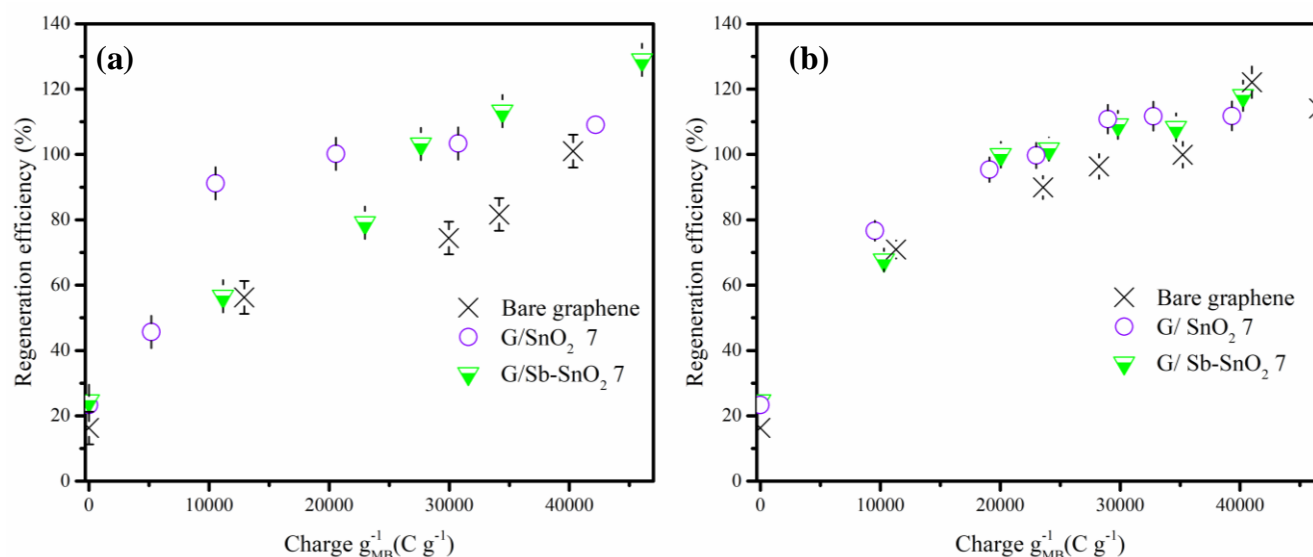 (a)
Regeneration efficiency (%)
140
120
100
80
60
40
20
0
Bare graphene
G/SnO₂ 7
G/Sb-SnO₂ 7
0 10000 20000 30000 40000
Charge g⁻¹MB(C g⁻¹)
(b)
Regeneration efficiency (%)
140
120
100
80
60
40
20
0
Bare graphene
G/ SnO₂ 7
G/ Sb-SnO₂ 7
0 10000 20000 30000 40000
Charge g⁻¹MB(C g⁻¹)